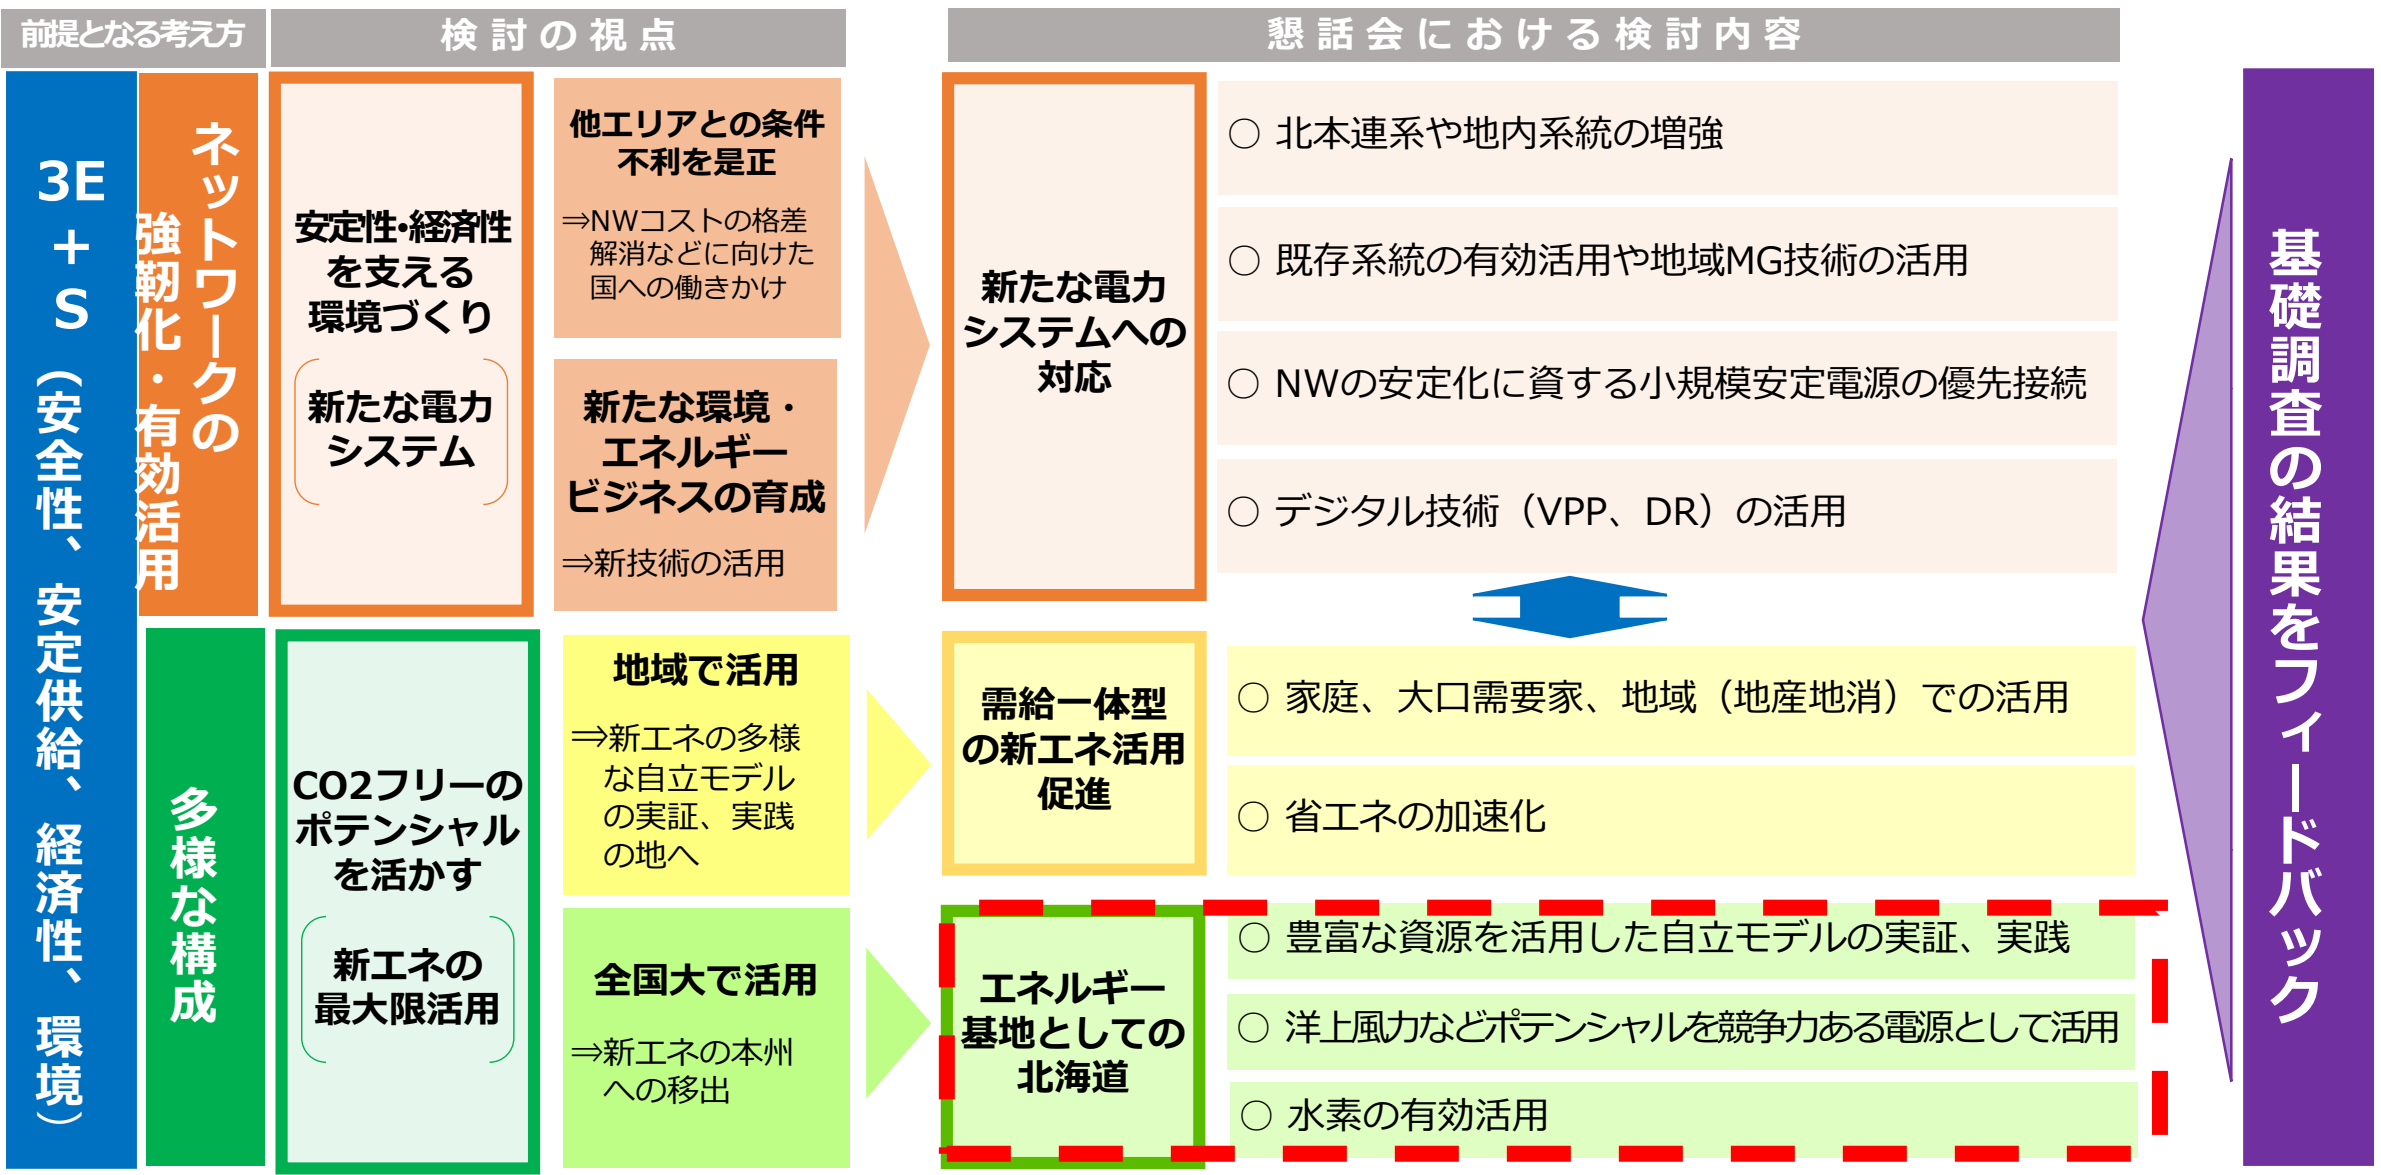 前提となる考え方
検討の視点
懇話会における検討内容
3E+S（安全性、安定供給、経済性、環境）
ネットワークの
強靭化・有効活用
安定性・経済性
を支える
環境づくり
新たな電力
システム
他エリアとの条件
不利を是正
⇒NWコストの格差
解消などに向けた
国への働きかけ
新たな環境・
エネルギー
ビジネスの育成
⇒新技術の活用
新たな電力
システムへの
対応
○ 北本連系や地内系統の増強
○ 既存系統の有効活用や地域MG技術の活用
○ NWの安定化に資する小規模安定電源の優先接続
○ デジタル技術（VPP、DR）の活用
多様な構成
CO2フリーの
ポテンシャル
を活かす
新エネの
最大限活用
地域で活用
⇒新エネの多様
な自立モデル
の実証、実践
の地へ
需給一体型
の新エネ活用
促進
○ 家庭、大口需要家、地域（地産地消）での活用
○ 省エネの加速化
全国大で活用
⇒新エネの本州
への移出
エネルギー
基地としての
北海道
○ 豊富な資源を活用した自立モデルの実証、実践
○ 洋上風力などポテンシャルを競争力ある電源として活用
○ 水素の有効活用
基礎調査の結果をフィードバック